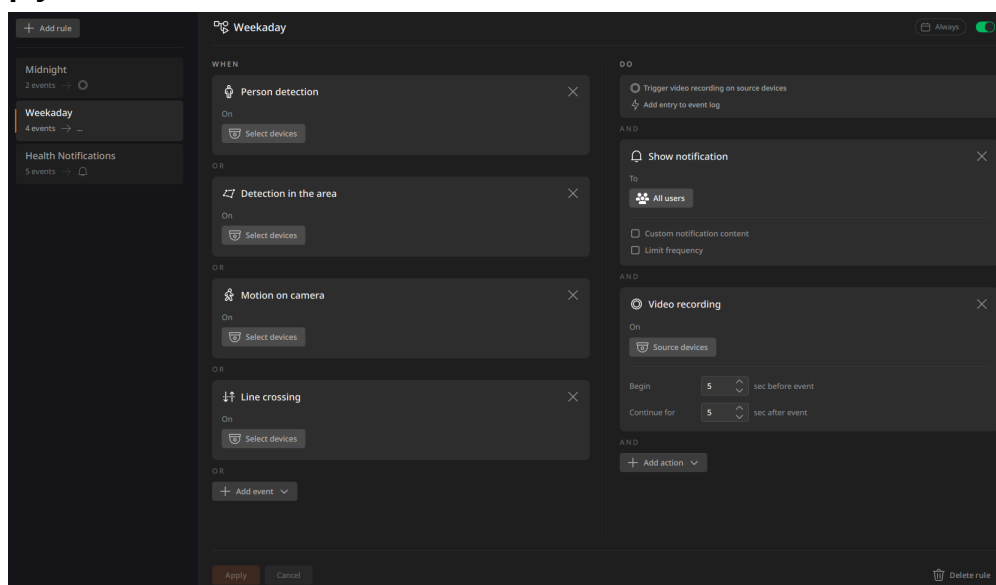 Add rule
Midnight
2 events →
Weekaday
4 events → ...
Health Notifications
5 events →
Weekaday
Always
WHEN
Person detection
On
Select devices
OR
Detection in the area
On
Select devices
OR
Motion on camera
On
Select devices
OR
Line crossing
On
Select devices
OR
Add event
DO
Trigger video recording on source devices
Add entry to event log
AND
Show notification
To
All users
Custom notification content
Limit frequency
AND
Video recording
On
Source devices
Begin 5 sec before event
Continue for 5 sec after event
AND
Add action
Apply Cancel
Delete rule